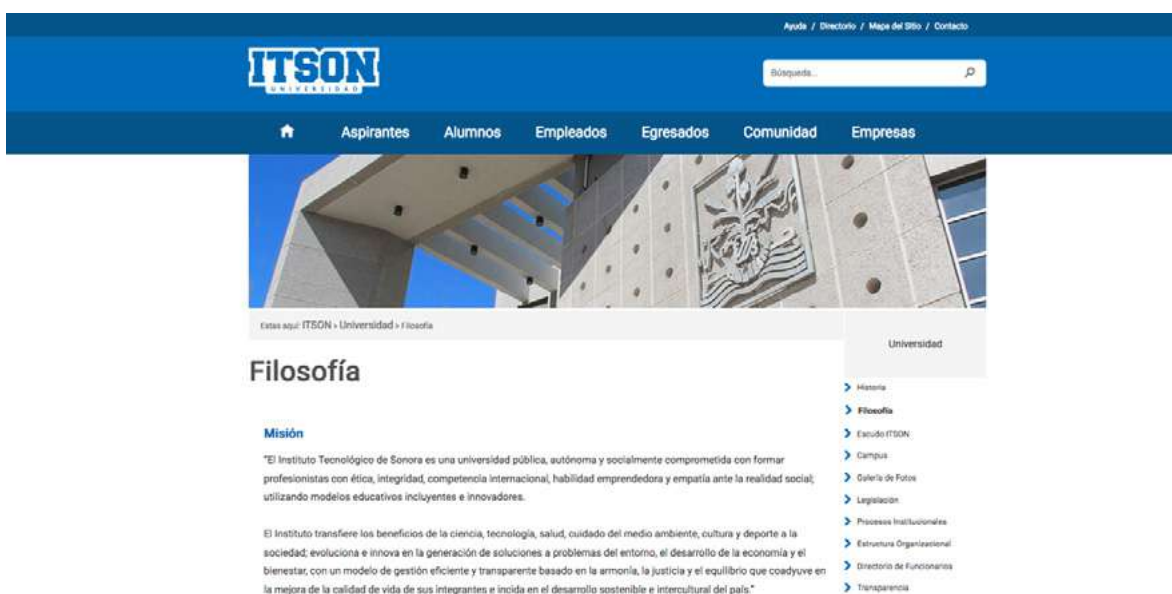 Ayuda / Directorio / Mapa del Sitio / Contacto
ITSON
UNIVERSIDAD
Búsqueda...
Aspirantes Alumnos Empleados Egresados Comunidad Empresas
Estas aquí: ITSON » Universidad » Filosofía
Universidad
Filosofía
Historia
Filosofía
Escudo ITSON
Campus
Galería de Fotos
Legislación
Procesos Institucionales
Estructura Organizacional
Directorio de Funcionarios
Transparencia
Misión
"El Instituto Tecnológico de Sonora es una universidad pública, autónoma y socialmente comprometida con formar
profesionistas con ética, integridad, competencia internacional, habilidad emprendedora y empatía ante la realidad social;
utilizando modelos educativos incluyentes e innovadores.
El Instituto transfiere los beneficios de la ciencia, tecnología, salud, cuidado del medio ambiente, cultura y deporte a la
sociedad; evoluciona e innova en la generación de soluciones a problemas del entorno, el desarrollo de la economía y el
bienestar, con un modelo de gestión eficiente y transparente basado en la armonía, la justicia y el equilibrio que coadyuve en
la mejora de la calidad de vida de sus integrantes e incida en el desarrollo sostenible e intercultural del país."